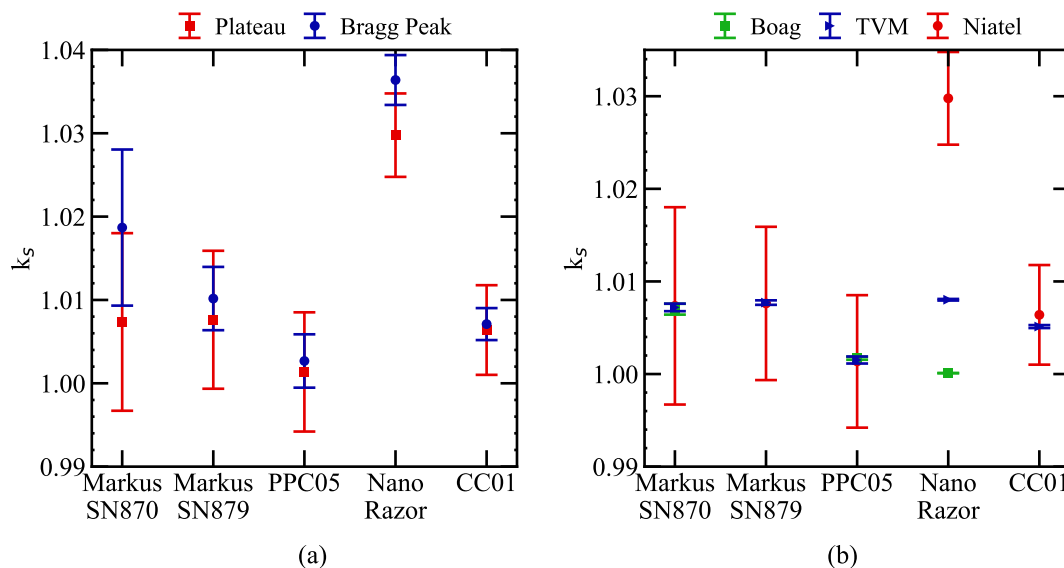 Plateau Bragg Peak
1.04
1.03
1.02
1.01
1.00
0.99
kₛ
Markus SN870
Markus SN879
PPC05
Nano Razor
CC01
(a)
Boag TVM Niatel
1.03
1.02
1.01
1.00
0.99
kₛ
Markus SN870
Markus SN879
PPC05
Nano Razor
CC01
(b)